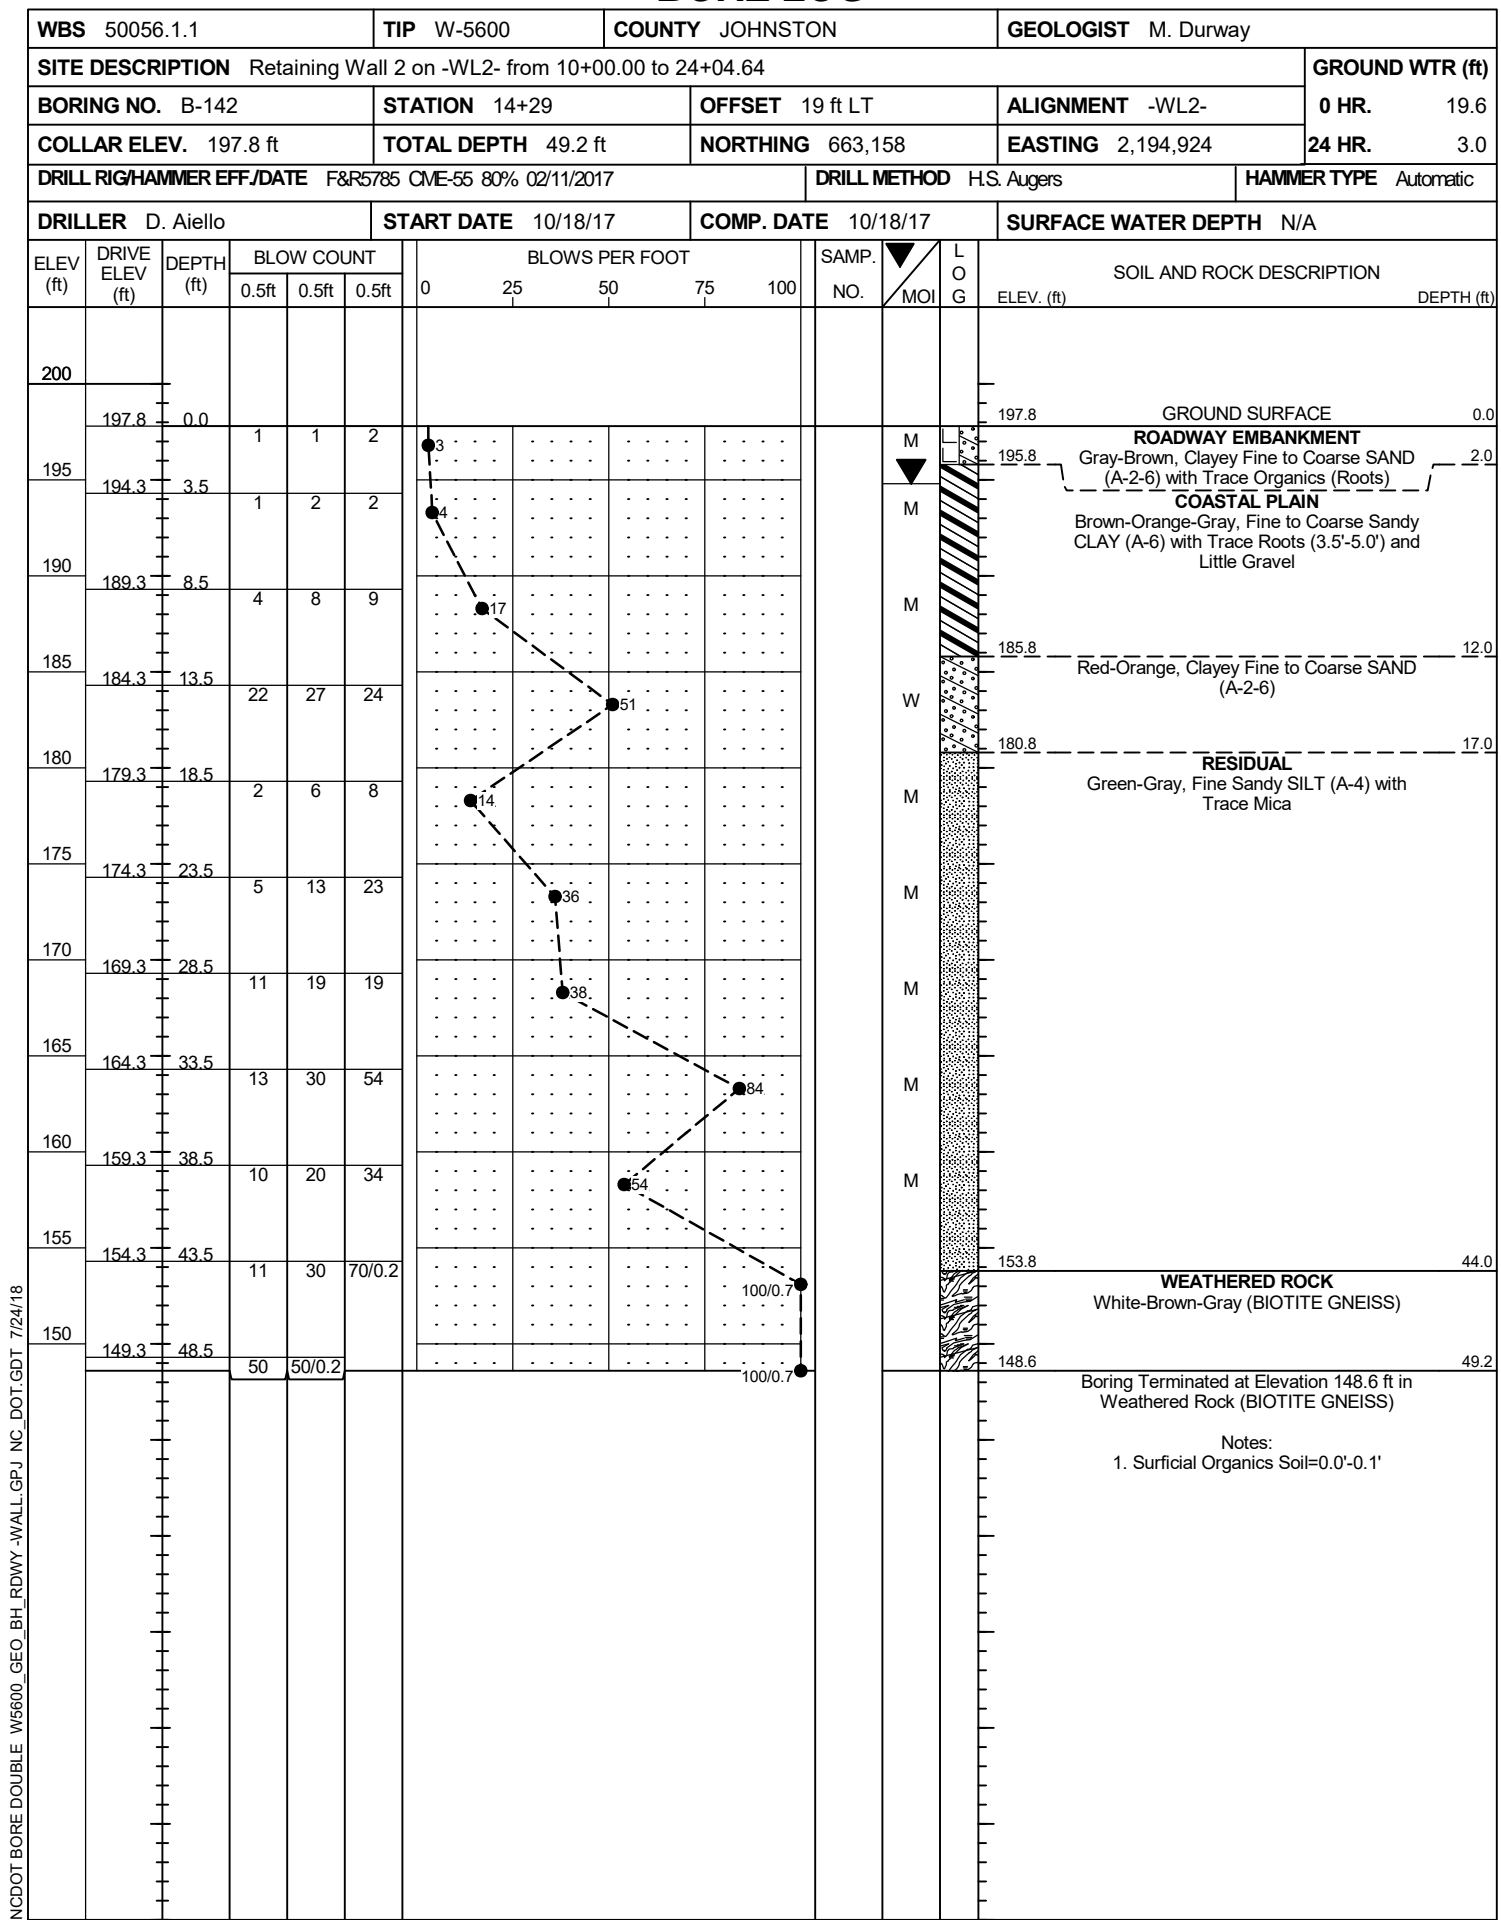 WBS 50056.1.1 TIP W-5600 COUNTY JOHNSTON GEOLOGIST M. Durway
SITE DESCRIPTION Retaining Wall 2 on -WL2- from 10+00.00 to 24+04.64 GROUND WTR (ft)
BORING NO. B-142 STATION 14+29 OFFSET 19 ft LT ALIGNMENT -WL2- 0 HR. 19.6
COLLAR ELEV. 197.8 ft TOTAL DEPTH 49.2 ft NORTHING 663,158 EASTING 2,194,924 24 HR. 3.0
DRILL RIG/HAMMER EFF./DATE F&R5785 CME-55 80% 02/11/2017 DRILL METHOD H.S. Augers HAMMER TYPE Automatic
DRILLER D. Aiello START DATE 10/18/17 COMP. DATE 10/18/17 SURFACE WATER DEPTH N/A
ELEV (ft) DRIVE ELEV (ft) DEPTH (ft) BLOW COUNT BLOWS PER FOOT SAMP. NO. MOI L O G SOIL AND ROCK DESCRIPTION
0.5ft 0.5ft 0.5ft 0 25 50 75 100 ELEV. (ft) DEPTH (ft)
200
197.8 0.0 197.8 GROUND SURFACE 0.0
1 1 2 3 M ROADWAY EMBANKMENT
195.8 Gray-Brown, Clayey Fine to Coarse SAND 2.0
195 (A-2-6) with Trace Organics (Roots)
194.3 3.5 COASTAL PLAIN
1 2 2 4 M Brown-Orange-Gray, Fine to Coarse Sandy
CLAY (A-6) with Trace Roots (3.5'-5.0') and
Little Gravel
190
189.3 8.5
4 8 9 17 M
185.8 12.0
185 Red-Orange, Clayey Fine to Coarse SAND
184.3 13.5 (A-2-6)
22 27 24 51 W
180.8 17.0
180 RESIDUAL
179.3 18.5 Green-Gray, Fine Sandy SILT (A-4) with
2 6 8 14 M Trace Mica
175
174.3 23.5
5 13 23 36 M
170
169.3 28.5
11 19 19 38 M
165
164.3 33.5
13 30 54 84 M
160
159.3 38.5
10 20 34 54 M
155
154.3 43.5 153.8 44.0
11 30 70/0.2 100/0.7 WEATHERED ROCK
White-Brown-Gray (BIOTITE GNEISS)
150
149.3 48.5
50 50/0.2 100/0.7 148.6 49.2
Boring Terminated at Elevation 148.6 ft in
Weathered Rock (BIOTITE GNEISS)
Notes:
1. Surficial Organics Soil=0.0'-0.1'
NCDOT BORE DOUBLE W5600_GEO_BH_RDWY -WALL.GPJ NC_DOT.GDT 7/24/18